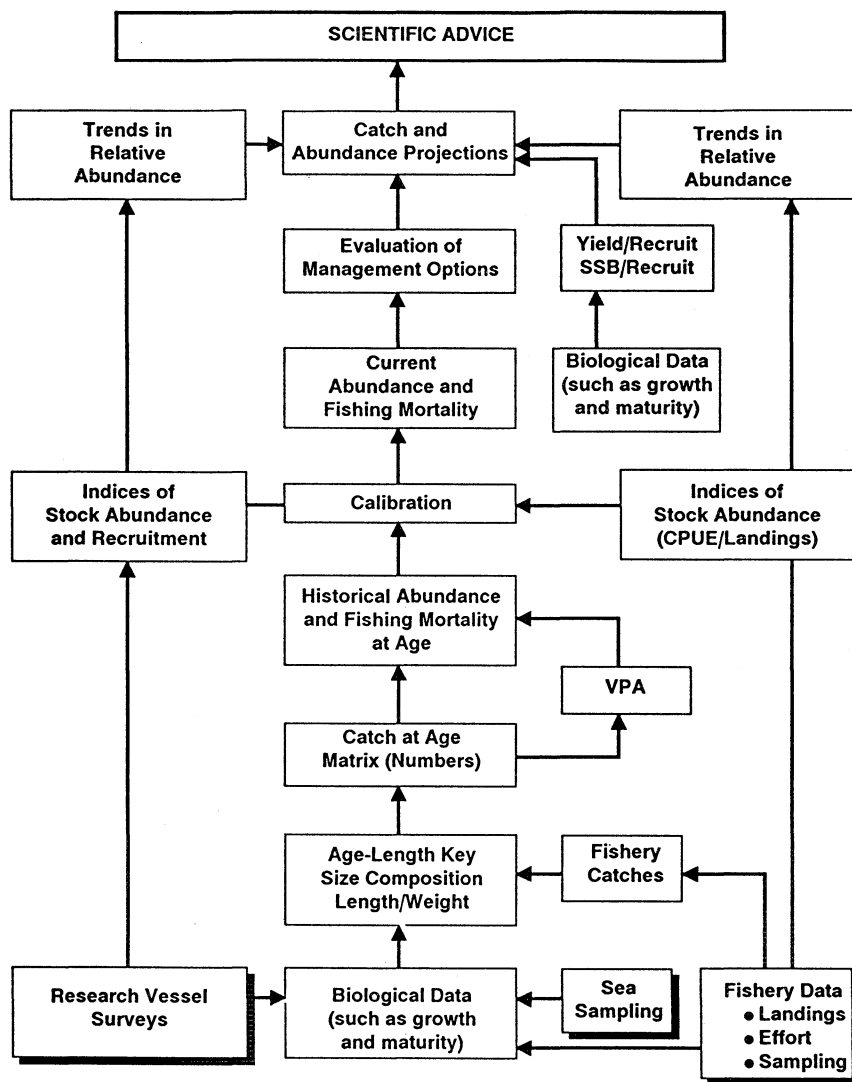 SCIENTIFIC ADVICE
Trends in
Relative
Abundance
Catch and
Abundance Projections
Trends in
Relative
Abundance
Evaluation of
Management Options
Yield/Recruit
SSB/Recruit
Current
Abundance and
Fishing Mortality
Biological Data
(such as growth
and maturity)
Indices of
Stock Abundance
and Recruitment
Calibration
Indices of
Stock Abundance
(CPUE/Landings)
Historical Abundance
and Fishing Mortality
at Age
VPA
Catch at Age
Matrix (Numbers)
Age-Length Key
Size Composition
Length/Weight
Fishery
Catches
Research Vessel
Surveys
Biological Data
(such as growth
and maturity)
Sea
Sampling
Fishery Data
● Landings
● Effort
● Sampling